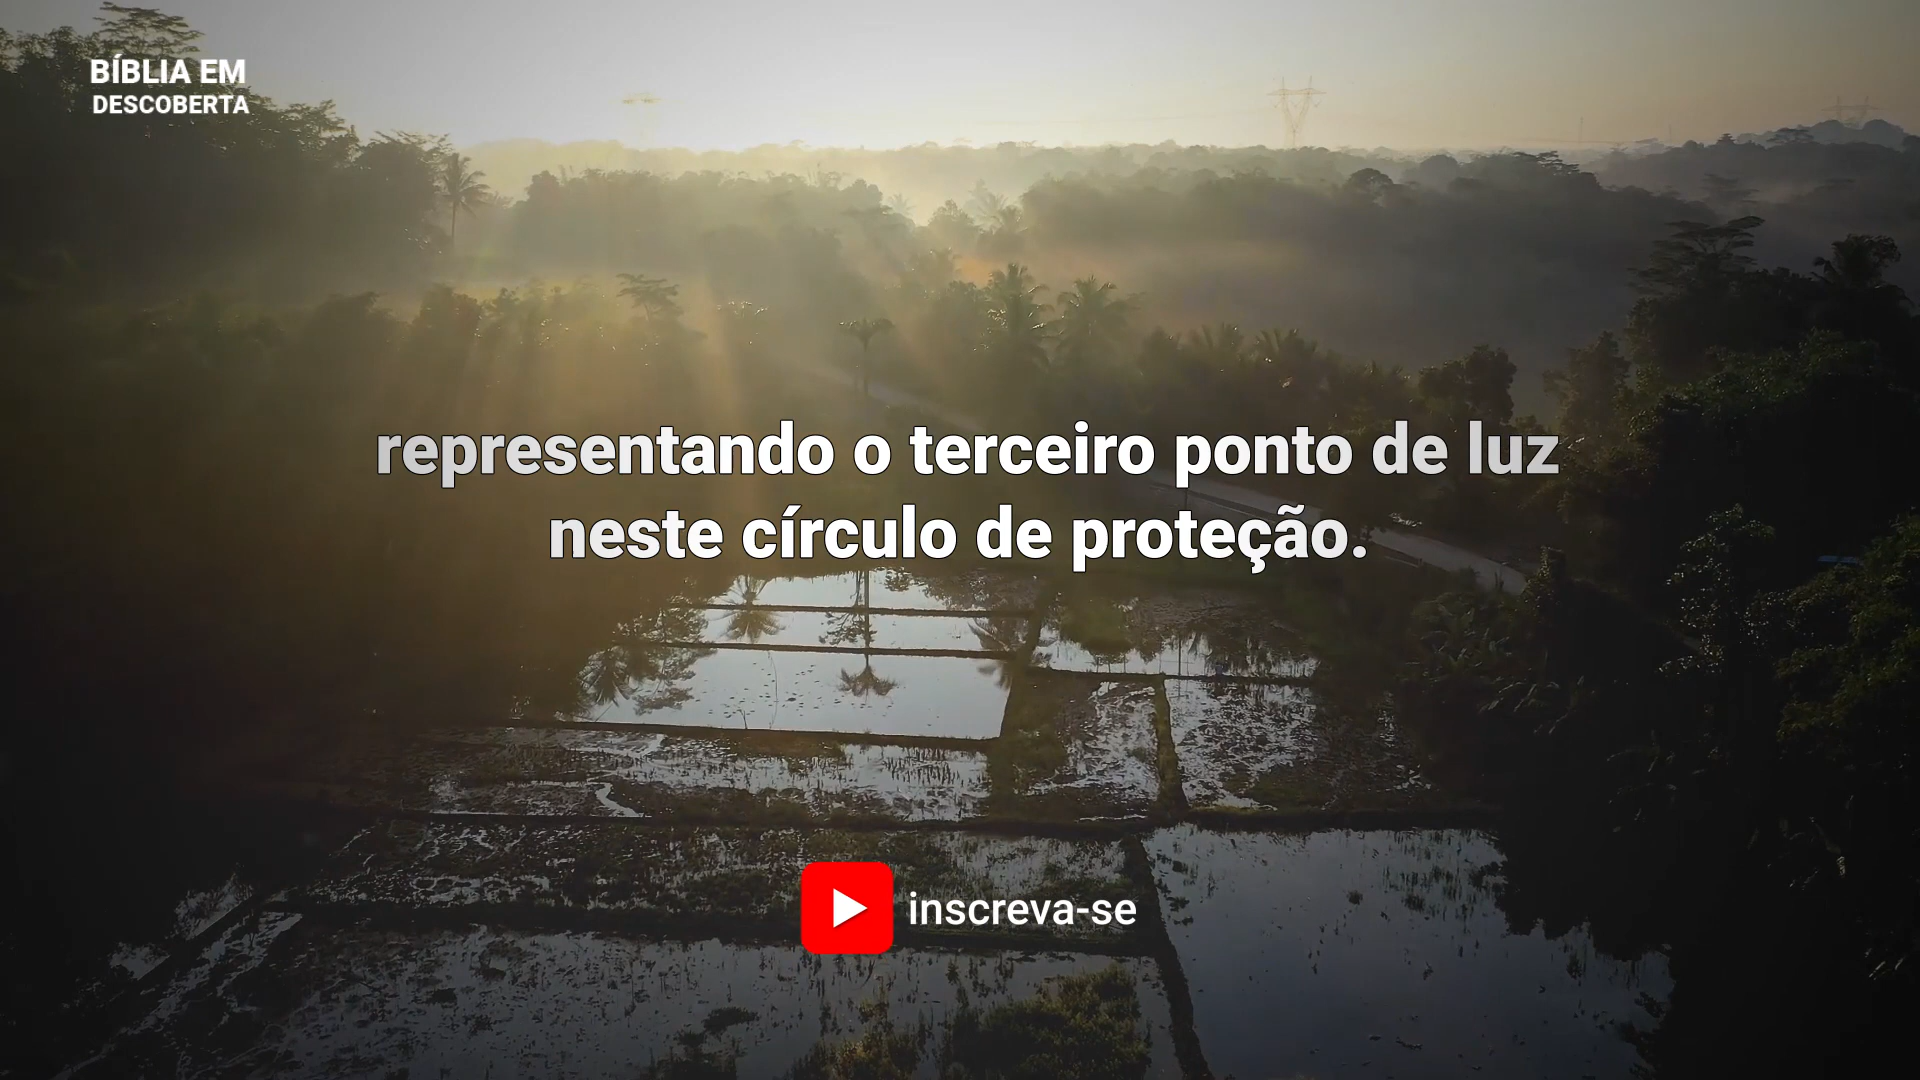 BÍBLIA EM
DESCOBERTA
representando o terceiro ponto de luz
neste círculo de proteção.
inscreva-se